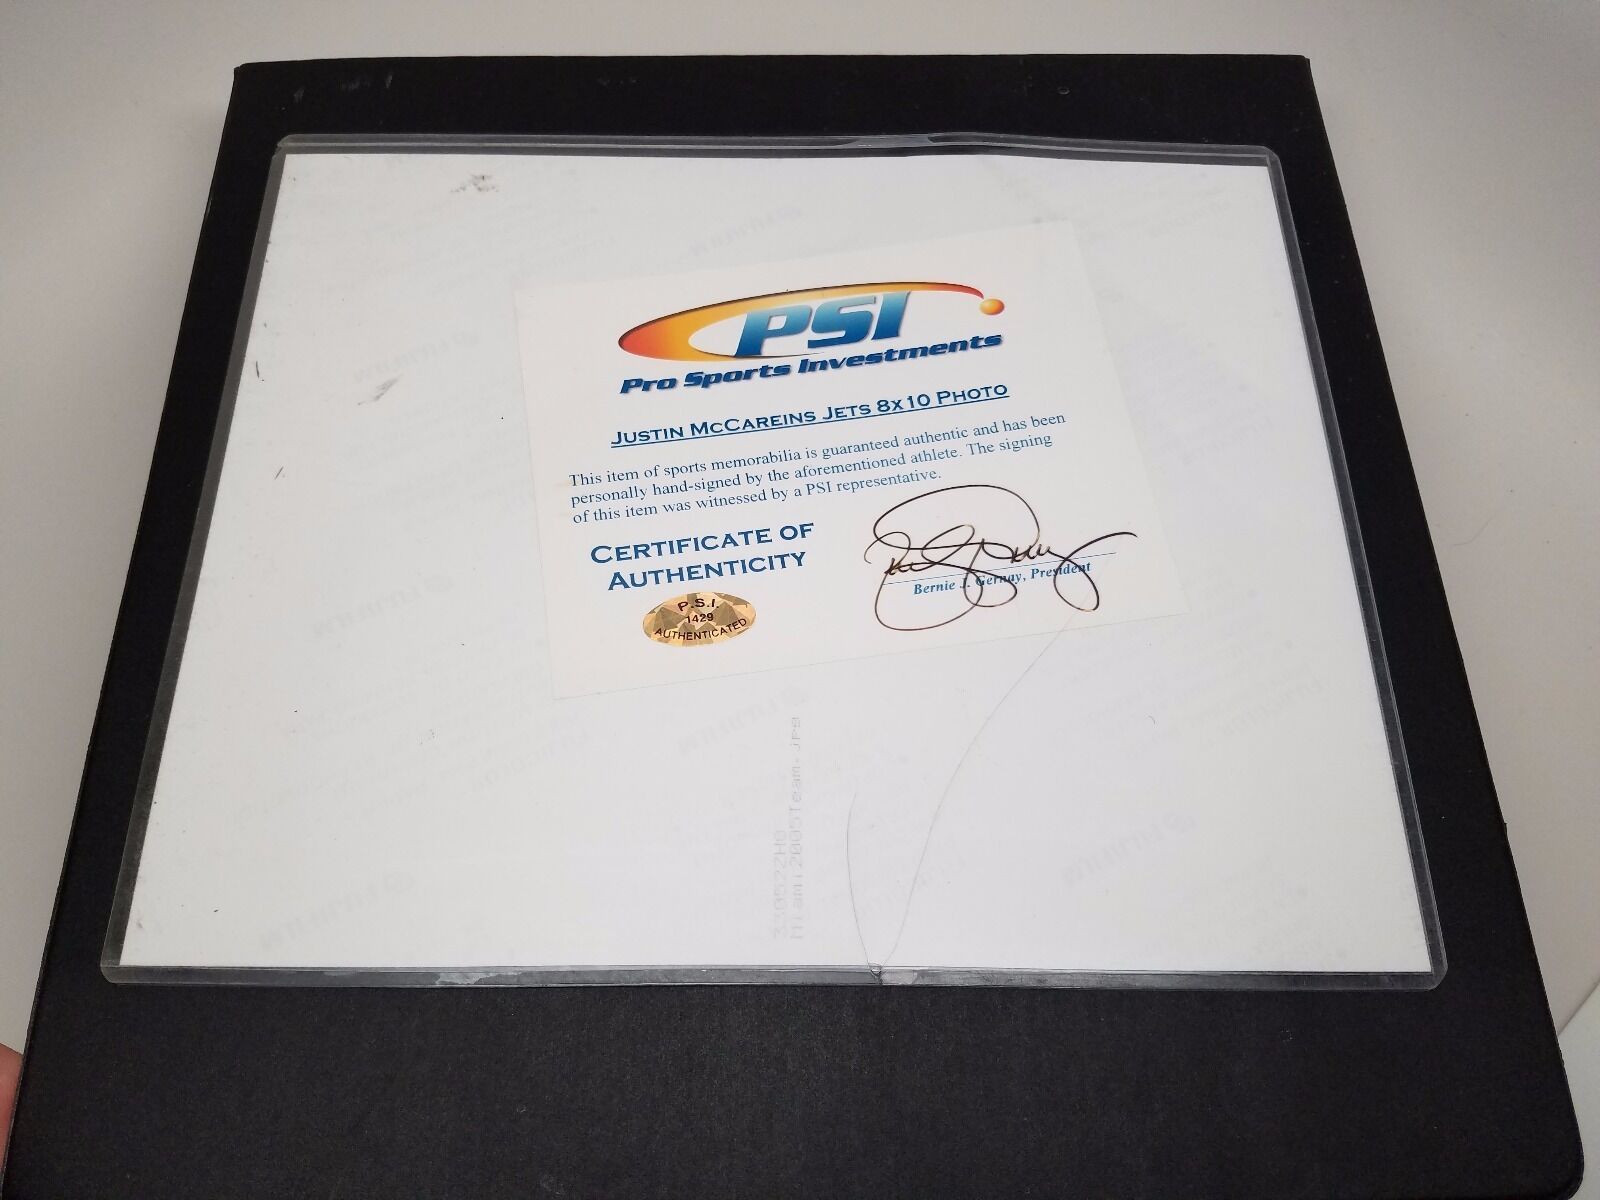 PSI
Pro Sports Investments
JUSTIN MCCAREINS JETS 8X10 PHOTO
This item of sports memorabilia is guaranteed authentic and has been
personally hand-signed by the aforementioned athlete. The signing
of this item was witnessed by a PSI representative.
CERTIFICATE OF
AUTHENTICITY
P.S.I.
1429
AUTHENTICATED
Bernie J. Gernay, President